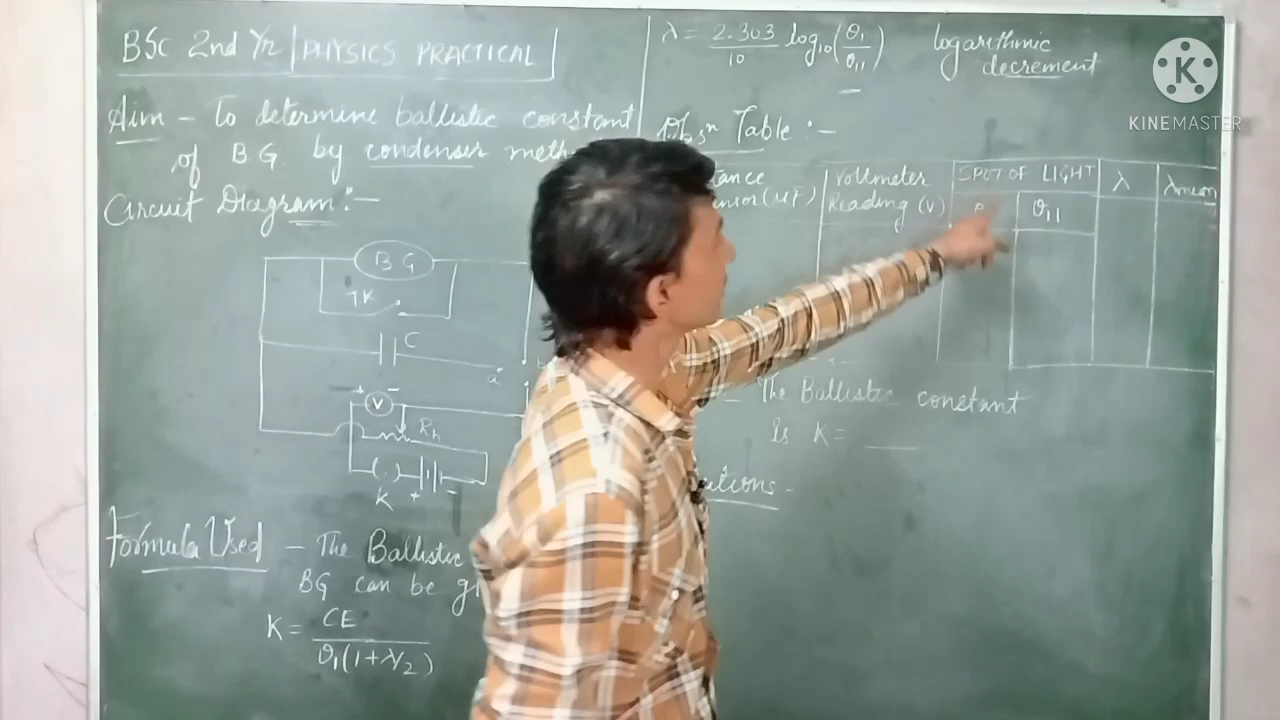 BSc 2nd Yr | PHYSICS PRACTICAL
Aim - To determine ballistic constant
of B G. by condenser
Circuit Diagram :-
B G
TK
C
a
+ V -
Rh
K + -
Formula Used - The Ballistic
BG can be
K = CE / θ₁(1+λ/2)
λ = 2.303/10 log₁₀(θ₁/θ₁₁) logarithmic
decrement
Obsⁿ Table :-
Voltmeter
Reading (V)
SPOT OF LIGHT
θ₁₁
λ
λmean
The Ballistic constant
is K =
K
KINEMASTER